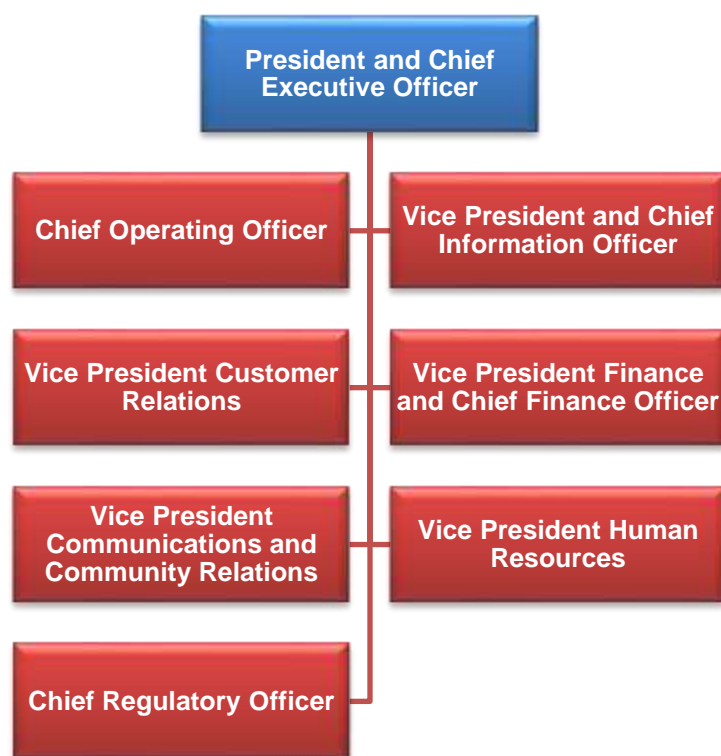 President and Chief
Executive Officer
Chief Operating Officer
Vice President and Chief
Information Officer
Vice President Customer
Relations
Vice President Finance
and Chief Finance Officer
Vice President
Communications and
Community Relations
Vice President Human
Resources
Chief Regulatory Officer